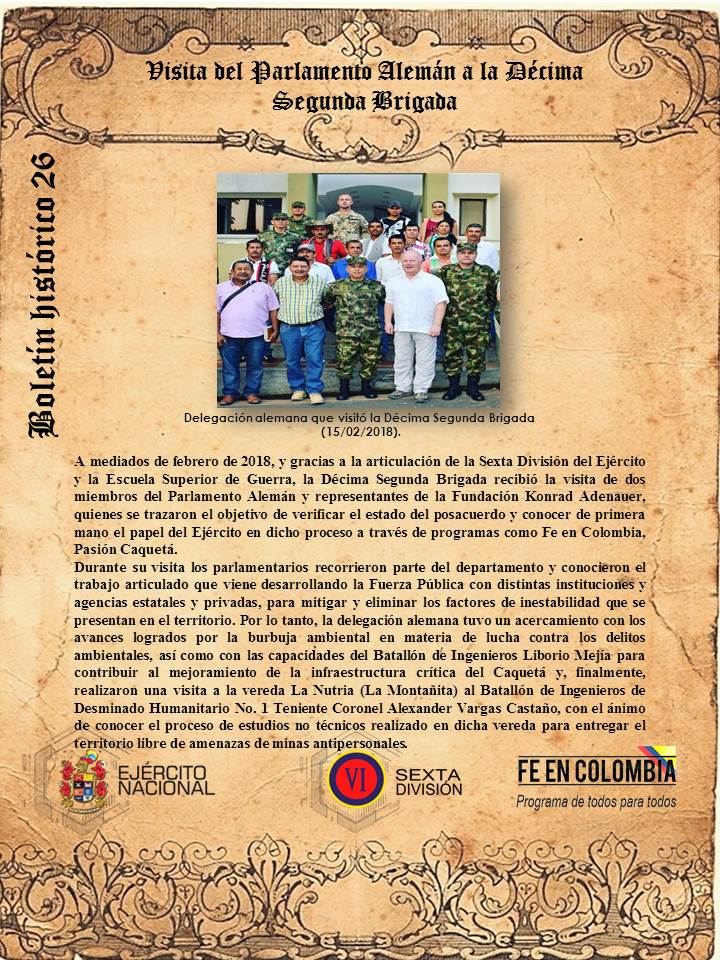 Visita del Parlamento Alemán a la Décima
Segunda Brigada
Boletín histórico 26
Delegación alemana que visitó la Décima Segunda Brigada
(15/02/2018).
A mediados de febrero de 2018, y gracias a la articulación de la Sexta División del Ejército
y la Escuela Superior de Guerra, la Décima Segunda Brigada recibió la visita de dos
miembros del Parlamento Alemán y representantes de la Fundación Konrad Adenauer,
quienes se trazaron el objetivo de verificar el estado del posacuerdo y conocer de primera
mano el papel del Ejército en dicho proceso a través de programas como Fe en Colombia,
Pasión Caquetá.
Durante su visita los parlamentarios recorrieron parte del departamento y conocieron el
trabajo articulado que viene desarrollando la Fuerza Pública con distintas instituciones y
agencias estatales y privadas, para mitigar y eliminar los factores de inestabilidad que se
presentan en el territorio. Por lo tanto, la delegación alemana tuvo un acercamiento con los
avances logrados por la burbuja ambiental en materia de lucha contra los delitos
ambientales, así como con las capacidades del Batallón de Ingenieros Liborio Mejía para
contribuir al mejoramiento de la infraestructura crítica del Caquetá y, finalmente,
realizaron una visita a la vereda La Nutria (La Montañita) al Batallón de Ingenieros de
Desminado Humanitario No. 1 Teniente Coronel Alexander Vargas Castaño, con el ánimo
de conocer el proceso de estudios no técnicos realizado en dicha vereda para entregar el
territorio libre de amenazas de minas antipersonales.
EJÉRCITO
NACIONAL
VI
SEXTA
DIVISIÓN
FE EN COLOMBIA
Programa de todos para todos